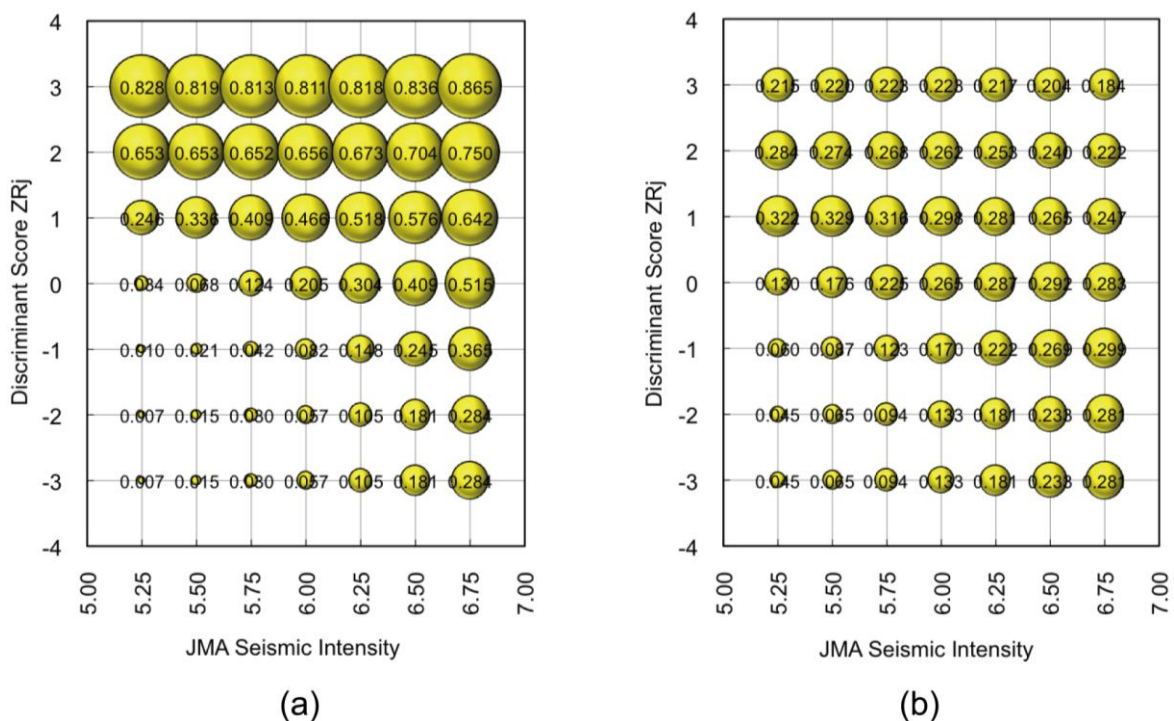 4
3
2
1
0
-1
-2
-3
-4
Discriminant Score ZRj
0.828 0.819 0.813 0.811 0.818 0.836 0.865
0.653 0.653 0.652 0.656 0.673 0.704 0.750
0.246 0.336 0.409 0.466 0.518 0.576 0.642
0.034 0.068 0.124 0.205 0.304 0.409 0.515
0.010 0.021 0.042 0.082 0.148 0.245 0.365
0.007 0.015 0.030 0.057 0.105 0.181 0.284
0.007 0.015 0.030 0.057 0.105 0.181 0.284
5.00 5.25 5.50 5.75 6.00 6.25 6.50 6.75 7.00
JMA Seismic Intensity
(a)
4
3
2
1
0
-1
-2
-3
-4
Discriminant Score ZRj
0.215 0.220 0.223 0.223 0.217 0.204 0.184
0.284 0.274 0.268 0.262 0.253 0.240 0.222
0.322 0.329 0.316 0.298 0.281 0.265 0.247
0.130 0.176 0.225 0.265 0.287 0.292 0.283
0.060 0.087 0.123 0.170 0.222 0.269 0.299
0.045 0.065 0.094 0.133 0.181 0.233 0.281
0.045 0.065 0.094 0.133 0.181 0.233 0.281
5.00 5.25 5.50 5.75 6.00 6.25 6.50 6.75 7.00
JMA Seismic Intensity
(b)